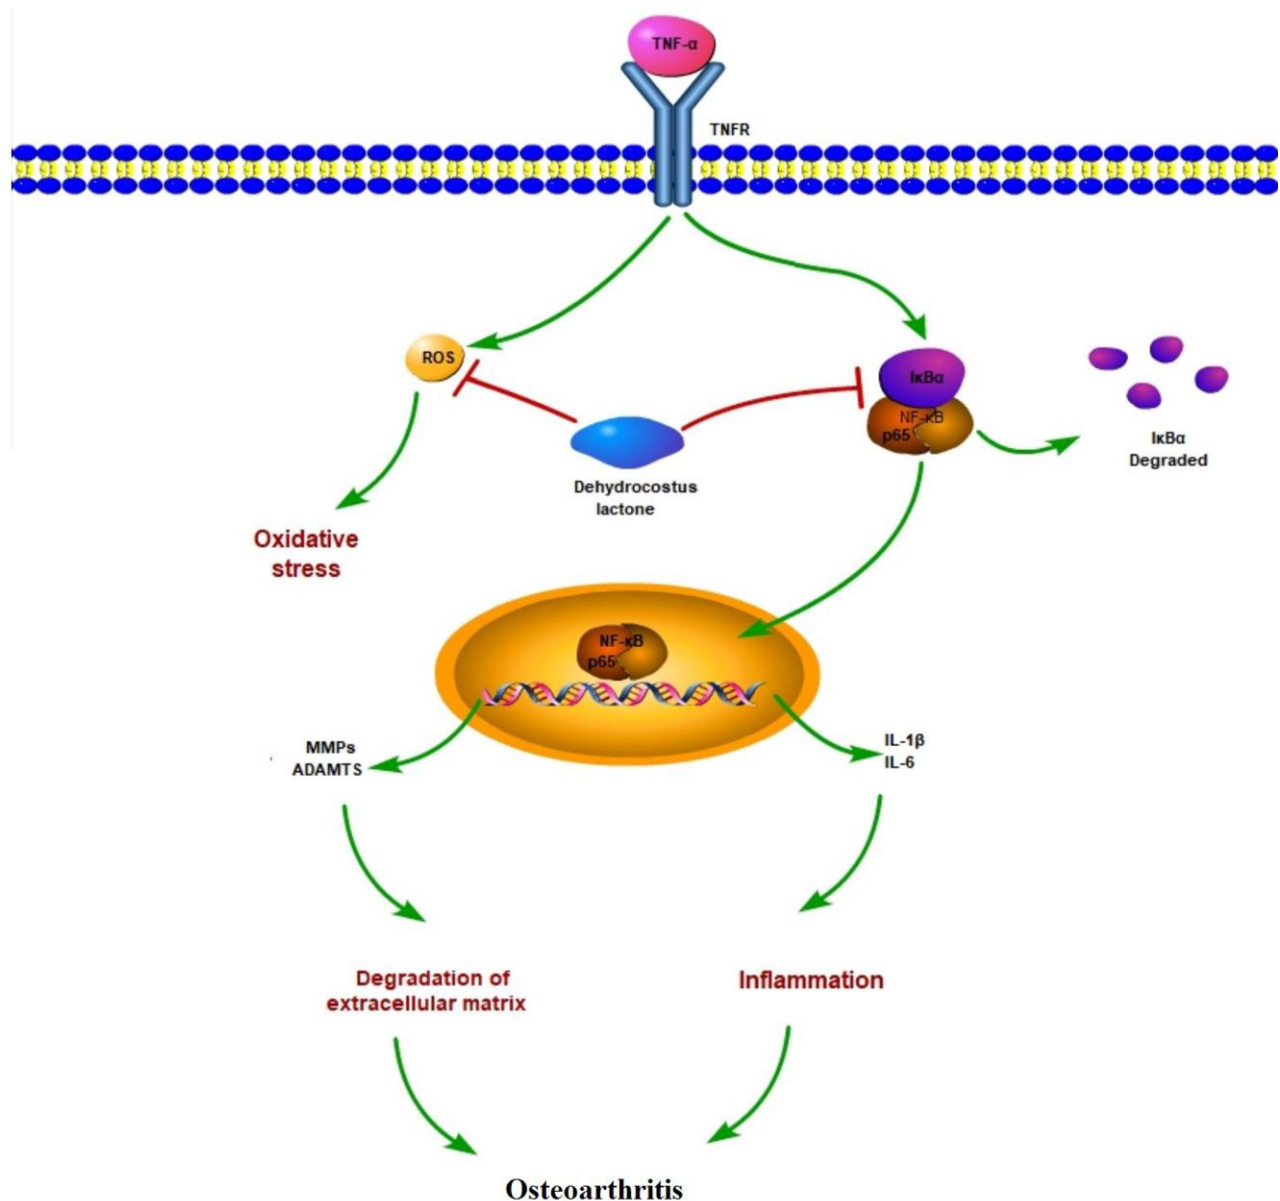 TNF-α
TNFR
ROS
IκBα
NF-κB
p65
IκBα
Degraded
Dehydrocostus
lactone
Oxidative
stress
NF-κB
p65
MMPs
ADAMTS
IL-1β
IL-6
Degradation of
extracellular matrix
Inflammation
Osteoarthritis